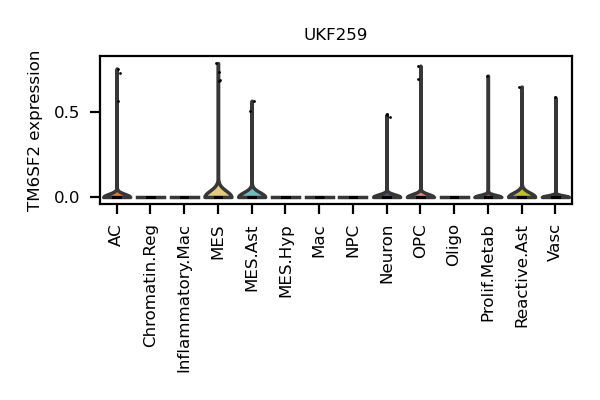 UKF259
TM6SF2 expression
0.5
0.0
AC
Chromatin.Reg
Inflammatory.Mac
MES
MES.Ast
MES.Hyp
Mac
NPC
Neuron
OPC
Oligo
Prolif.Metab
Reactive.Ast
Vasc